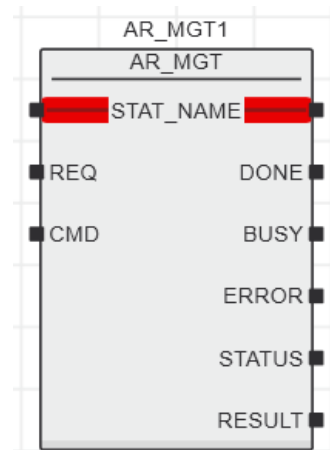 AR_MGT1
AR_MGT
STAT_NAME
REQ DONE
CMD BUSY
ERROR
STATUS
RESULT